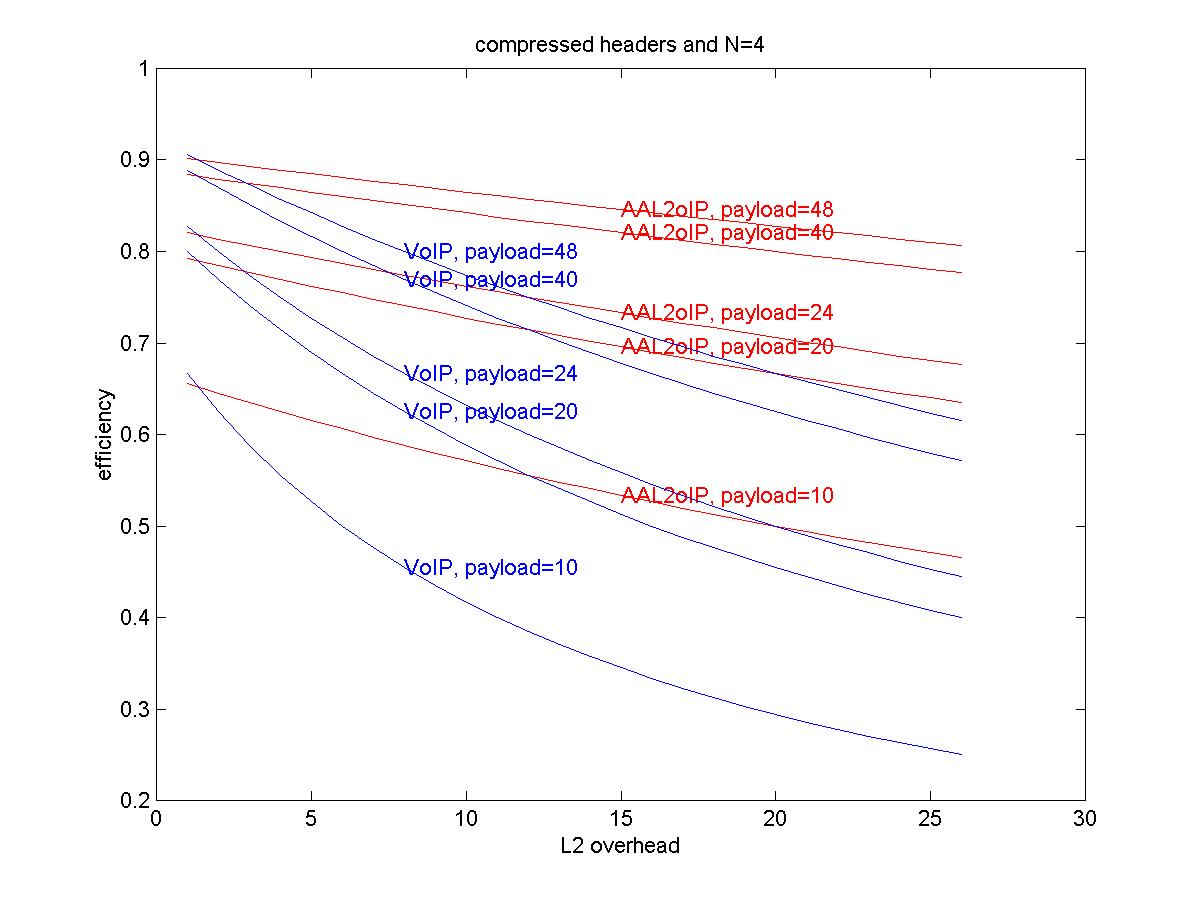 compressed headers and N=4
1
0.9
AAL2oIP, payload=48
AAL2oIP, payload=40
VoIP, payload=48
0.8
VoIP, payload=40
AAL2oIP, payload=24
0.7
AAL2oIP, payload=20
VoIP, payload=24
VoIP, payload=20
0.6
efficiency
0.5
AAL2oIP, payload=10
VoIP, payload=10
0.4
0.3
0.2
0 5 10 15 20 25 30
L2 overhead